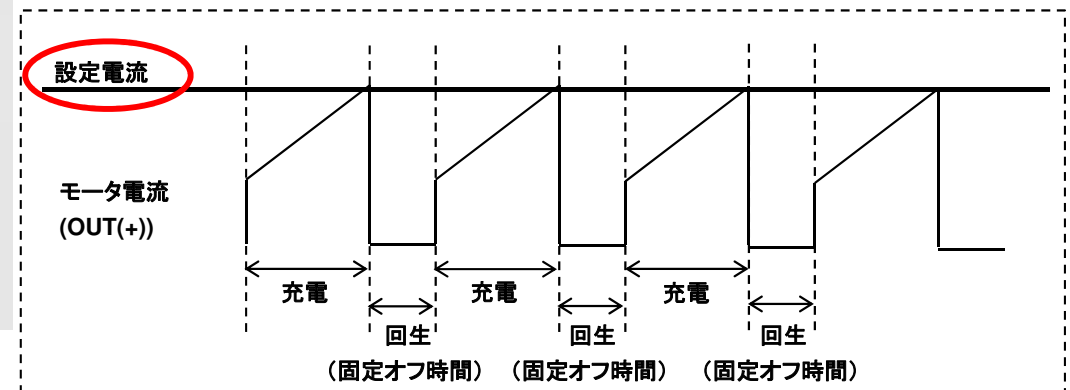 設定電流
モータ電流
(OUT(+))
充電 充電 充電
回生 回生 回生
（固定オフ時間） （固定オフ時間） （固定オフ時間）